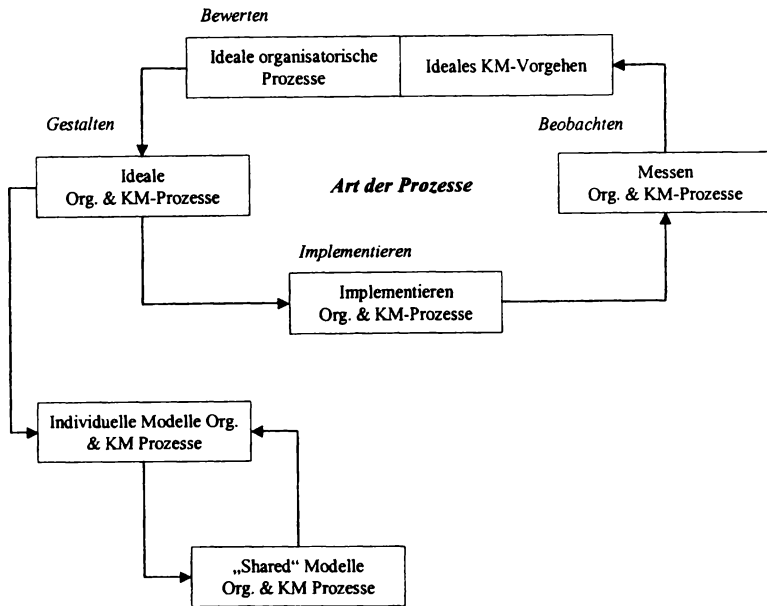 Bewerten
Ideale organisatorische
Prozesse
Ideales KM-Vorgehen
Gestalten
Beobachten
Ideale
Org. & KM-Prozesse
Art der Prozesse
Messen
Org. & KM-Prozesse
Implementieren
Implementieren
Org. & KM-Prozesse
Individuelle Modelle Org.
& KM Prozesse
„Shared“ Modelle
Org. & KM Prozesse